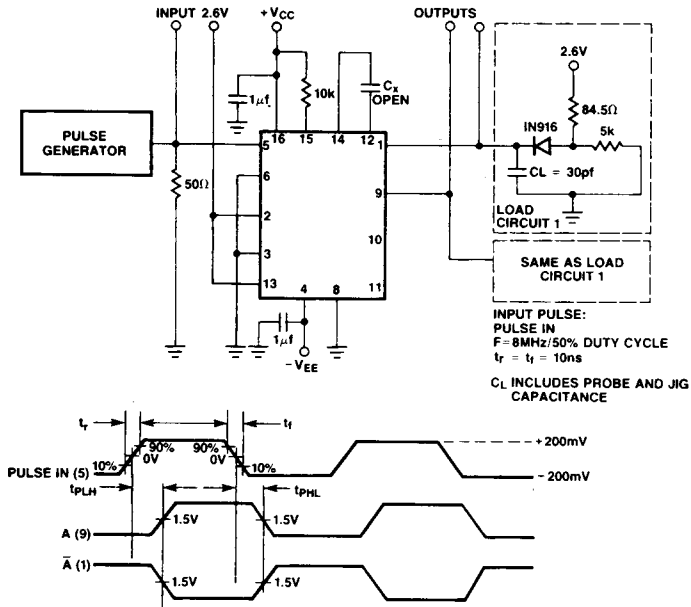 INPUT 2.6V
+VCC
OUTPUTS
2.6V
1µf
10k
CX
OPEN
84.5Ω
5k
IN916
PULSE
GENERATOR
16 15 14 12
5 1
CL = 30pf
50Ω
6
9
2
LOAD
CIRCUIT 1
3
10
SAME AS LOAD
CIRCUIT 1
13
11
4 8
1µf
−VEE
INPUT PULSE:
PULSE IN
F=8MHz/50% DUTY CYCLE
tr = tf = 10ns
CL INCLUDES PROBE AND JIG
CAPACITANCE
tr
tf
+200mV
90%
0V
90%
0V
10%
10%
PULSE IN (5)
−200mV
tPLH
tPHL
1.5V
1.5V
A (9)
A̅ (1)
1.5V
1.5V